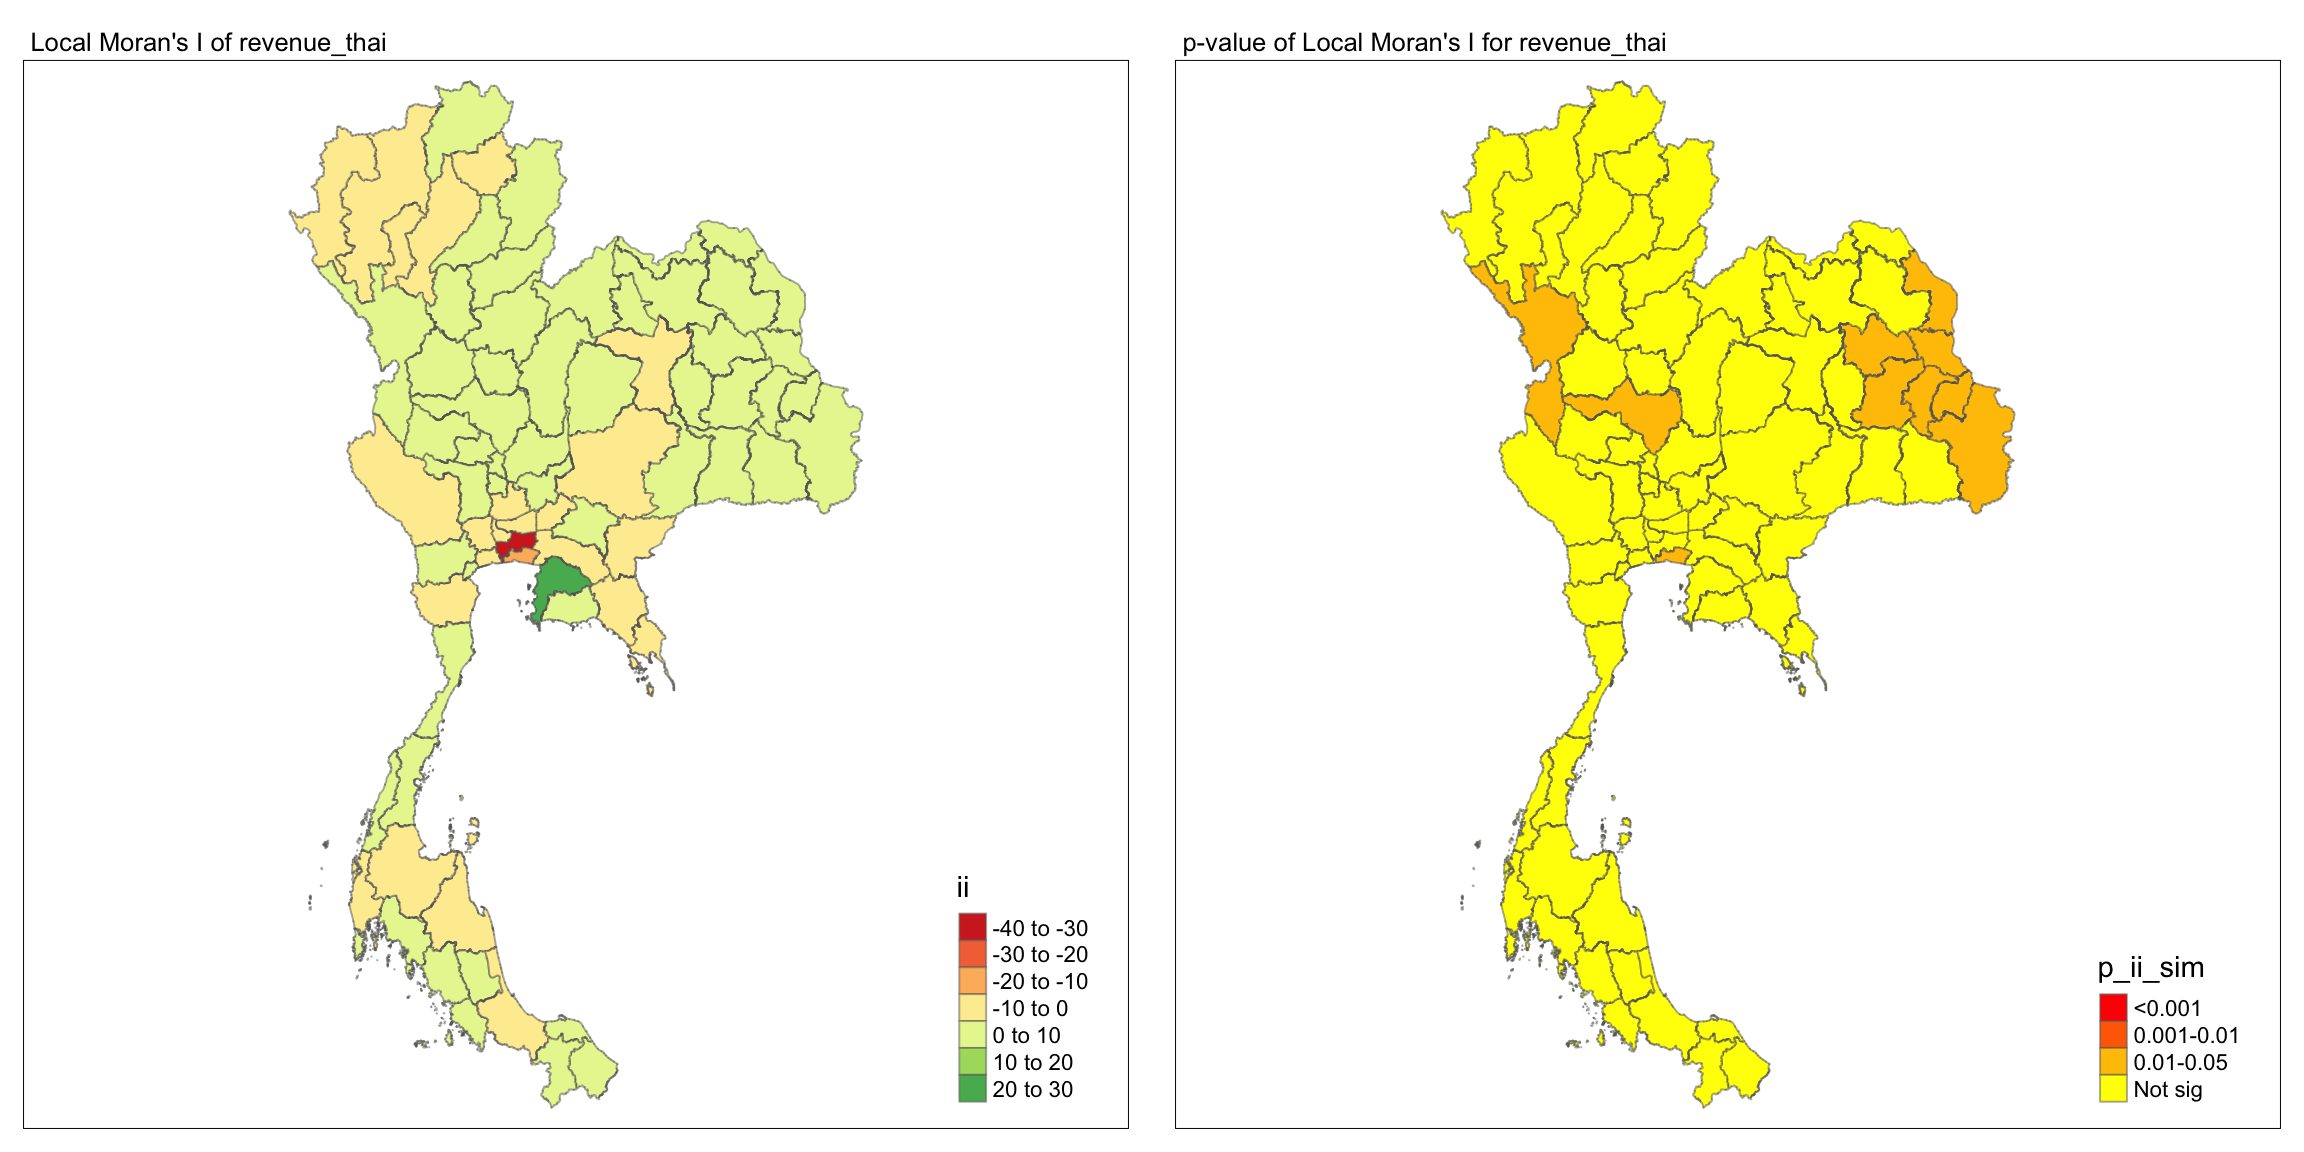 Local Moran's I of revenue_thai
ii
-40 to -30
-30 to -20
-20 to -10
-10 to 0
0 to 10
10 to 20
20 to 30
p-value of Local Moran's I for revenue_thai
p_ii_sim
<0.001
0.001-0.01
0.01-0.05
Not sig